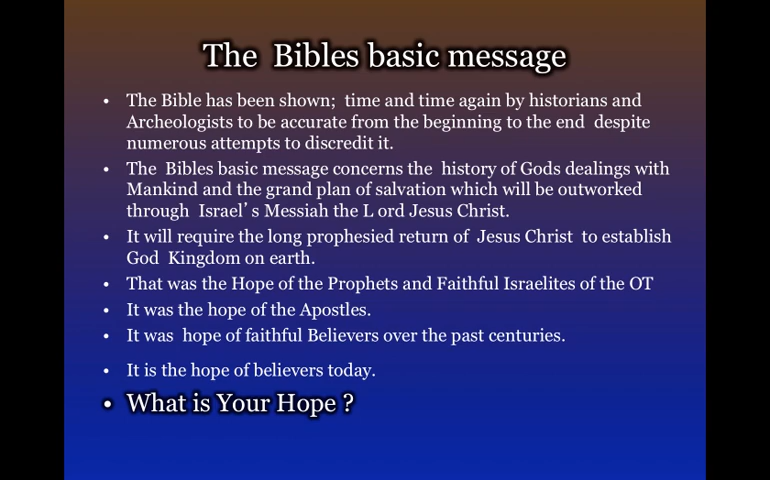 The Bibles basic message
• The Bible has been shown; time and time again by historians and
Archeologists to be accurate from the beginning to the end despite
numerous attempts to discredit it.
• The Bibles basic message concerns the history of Gods dealings with
Mankind and the grand plan of salvation which will be outworked
through Israel's Messiah the L ord Jesus Christ.
• It will require the long prophesied return of Jesus Christ to establish
God Kingdom on earth.
• That was the Hope of the Prophets and Faithful Israelites of the OT
• It was the hope of the Apostles.
• It was hope of faithful Believers over the past centuries.
• It is the hope of believers today.
• What is Your Hope ?